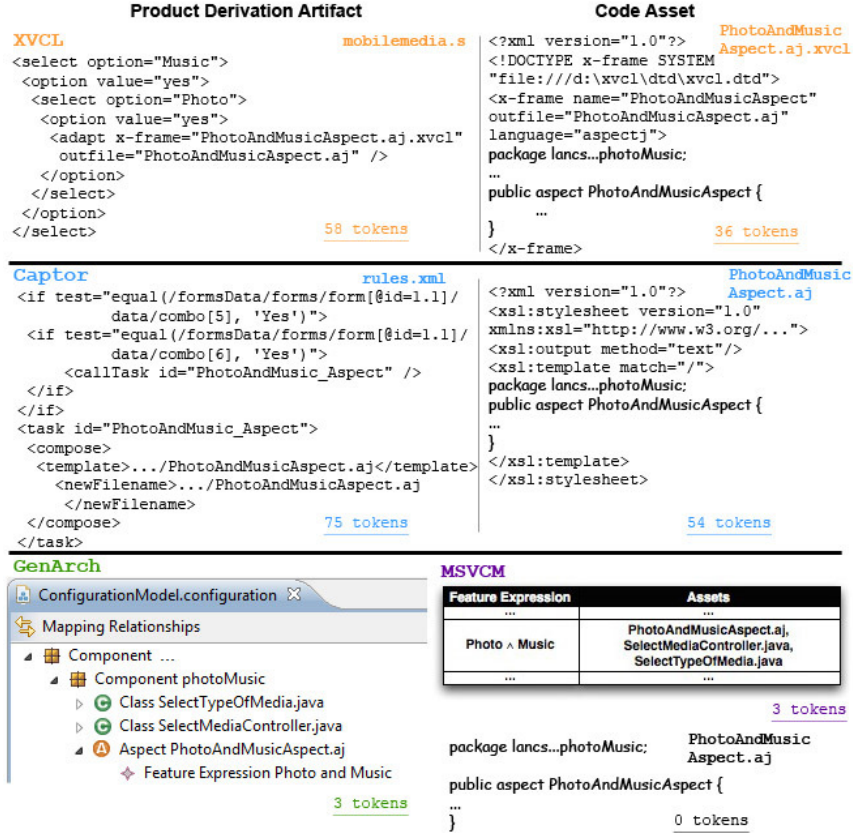 Product Derivation Artifact
Code Asset
XVCL
mobilemedia.s
<select option="Music">
<option value="yes">
<select option="Photo">
<option value="yes">
<adapt x-frame="PhotoAndMusicAspect.aj.xvcl"
outfile="PhotoAndMusicAspect.aj" />
</option>
</select>
</option>
</select>
58 tokens
PhotoAndMusic
Aspect.aj.xvcl
<?xml version="1.0"?>
<!DOCTYPE x-frame SYSTEM
"file:///d:\xvcl\dtd\xvcl.dtd">
<x-frame name="PhotoAndMusicAspect"
outfile="PhotoAndMusicAspect.aj"
language="aspectj">
package lancs...photoMusic;
...
public aspect PhotoAndMusicAspect {
...
}
</x-frame>
36 tokens
Captor
rules.xml
<if test="equal(/formsData/forms/form[@id=1.1]/
data/combo[5], 'Yes')">
<if test="equal(/formsData/forms/form[@id=1.1]/
data/combo[6], 'Yes')">
<callTask id="PhotoAndMusic_Aspect" />
</if>
</if>
<task id="PhotoAndMusic_Aspect">
<compose>
<template>.../PhotoAndMusicAspect.aj</template>
<newFilename>.../PhotoAndMusicAspect.aj
</newFilename>
</compose>
</task>
75 tokens
PhotoAndMusic
Aspect.aj
<?xml version="1.0"?>
<xsl:stylesheet version="1.0"
xmlns:xsl="http://www.w3.org/...">
<xsl:output method="text"/>
<xsl:template match="/">
package lancs...photoMusic;
public aspect PhotoAndMusicAspect {
...
}
</xsl:template>
</xsl:stylesheet>
54 tokens
GenArch
ConfigurationModel.configuration
Mapping Relationships
Component ...
Component photoMusic
Class SelectTypeOfMedia.java
Class SelectMediaController.java
Aspect PhotoAndMusicAspect.aj
Feature Expression Photo and Music
3 tokens
MSVCM
Feature Expression Assets
... ...
Photo ∧ Music
PhotoAndMusicAspect.aj,
SelectMediaController.java,
SelectTypeOfMedia.java
... ...
3 tokens
PhotoAndMusic
Aspect.aj
package lancs...photoMusic;
public aspect PhotoAndMusicAspect {
...
}
0 tokens